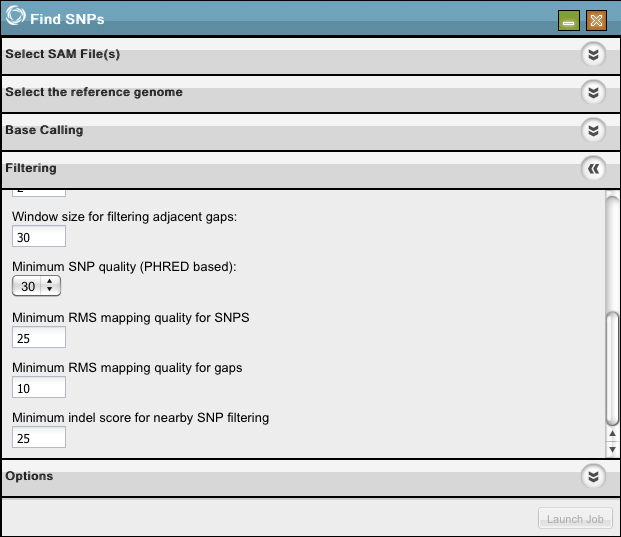 Find SNPs
Select SAM File(s)
Select the reference genome
Base Calling
Filtering
Window size for filtering adjacent gaps:
30
Minimum SNP quality (PHRED based):
30
Minimum RMS mapping quality for SNPS
25
Minimum RMS mapping quality for gaps
10
Minimum indel score for nearby SNP filtering
25
Options
Launch Job